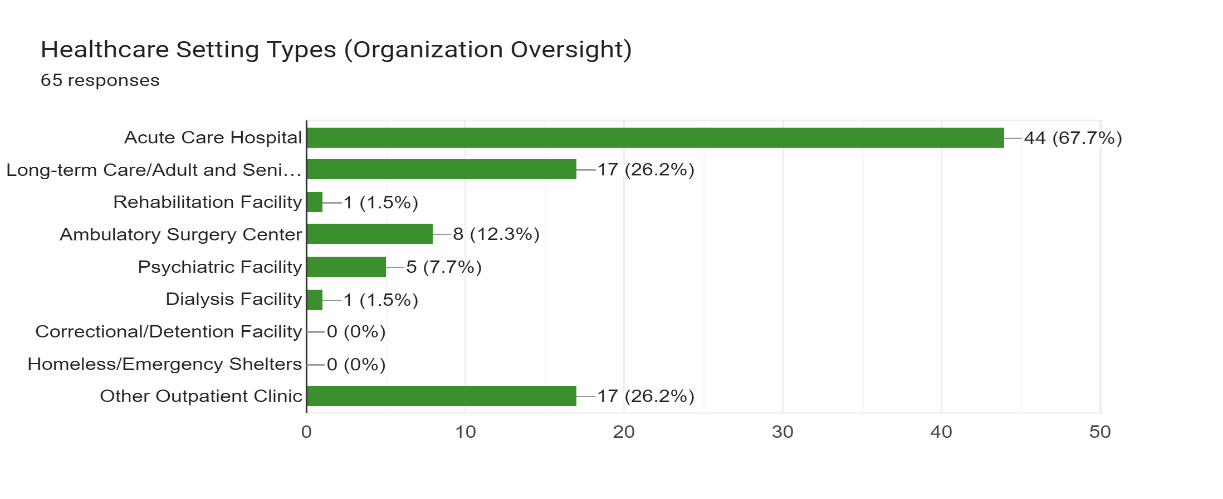 Healthcare Setting Types (Organization Oversight)
65 responses
Acute Care Hospital 44 (67.7%)
Long-term Care/Adult and Seni… 17 (26.2%)
Rehabilitation Facility 1 (1.5%)
Ambulatory Surgery Center 8 (12.3%)
Psychiatric Facility 5 (7.7%)
Dialysis Facility 1 (1.5%)
Correctional/Detention Facility 0 (0%)
Homeless/Emergency Shelters 0 (0%)
Other Outpatient Clinic 17 (26.2%)
0 10 20 30 40 50